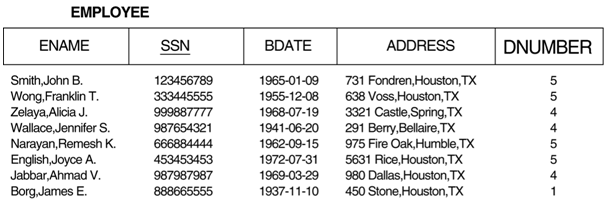 EMPLOYEE
ENAME SSN BDATE ADDRESS DNUMBER
Smith,John B. 123456789 1965-01-09 731 Fondren,Houston,TX 5
Wong,Franklin T. 333445555 1955-12-08 638 Voss,Houston,TX 5
Zelaya,Alicia J. 999887777 1968-07-19 3321 Castle,Spring,TX 4
Wallace,Jennifer S. 987654321 1941-06-20 291 Berry,Bellaire,TX 4
Narayan,Remesh K. 666884444 1962-09-15 975 Fire Oak,Humble,TX 5
English,Joyce A. 453453453 1972-07-31 5631 Rice,Houston,TX 5
Jabbar,Ahmad V. 987987987 1969-03-29 980 Dallas,Houston,TX 4
Borg,James E. 888665555 1937-11-10 450 Stone,Houston,TX 1